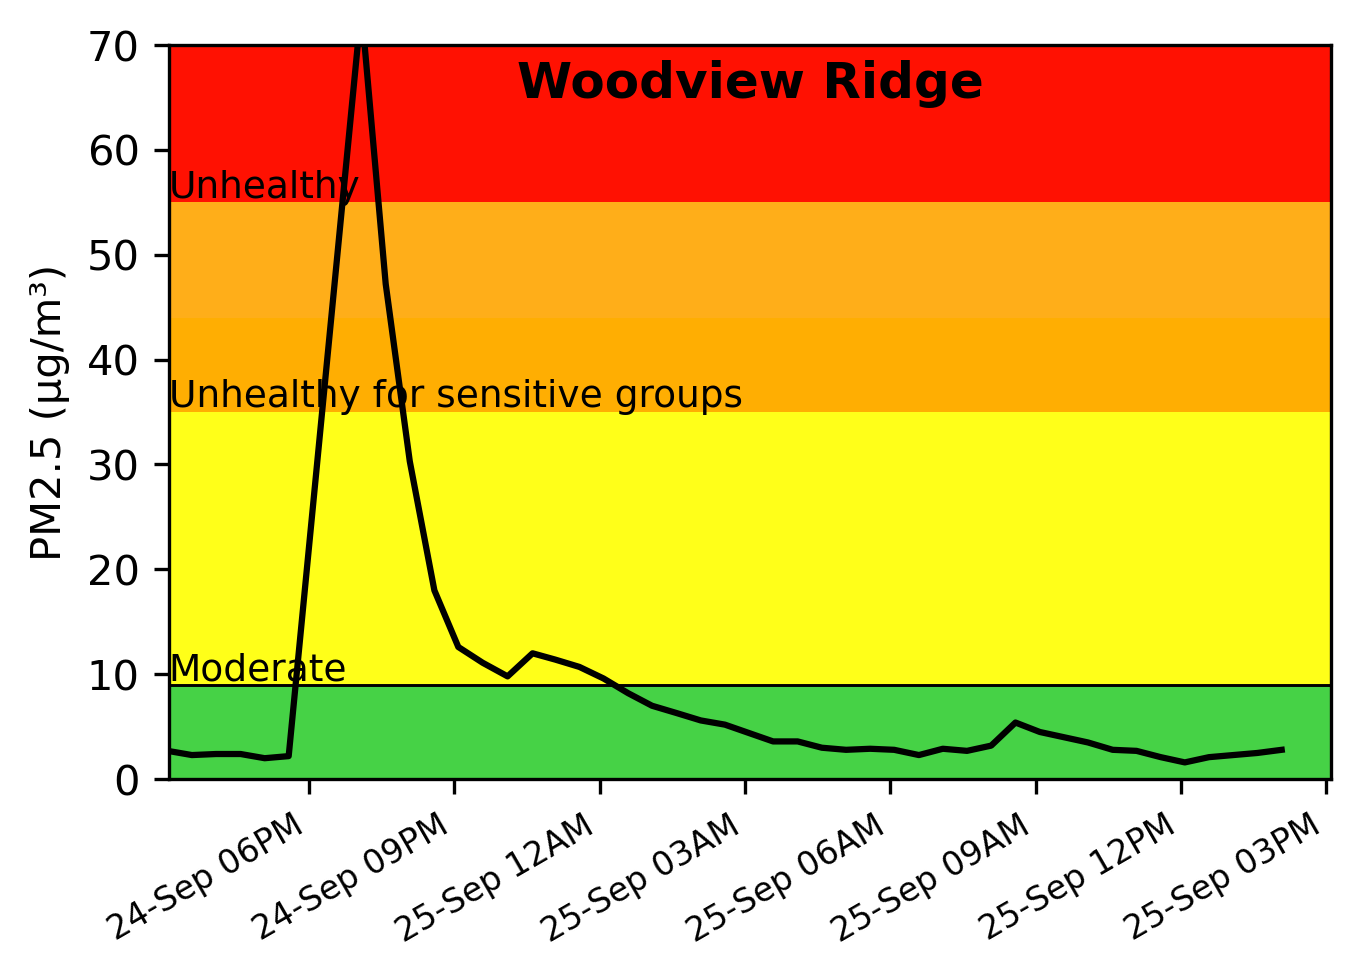 Woodview Ridge
PM2.5 (µg/m³)
70
60
50
40
30
20
10
0
Unhealthy
Unhealthy for sensitive groups
Moderate
24-Sep 06PM
24-Sep 09PM
25-Sep 12AM
25-Sep 03AM
25-Sep 06AM
25-Sep 09AM
25-Sep 12PM
25-Sep 03PM